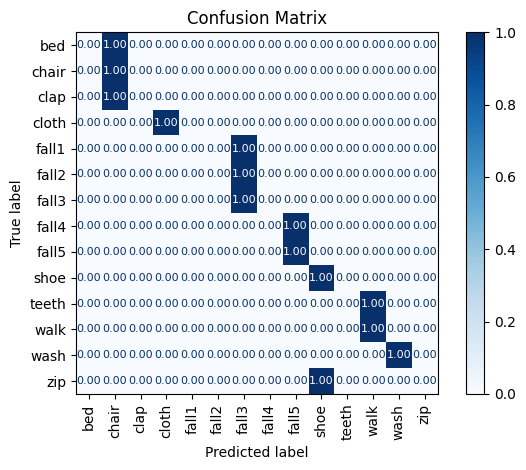 Confusion Matrix
bed 0.00 1.00 0.00 0.00 0.00 0.00 0.00 0.00 0.00 0.00 0.00 0.00 0.00 0.00
chair 0.00 1.00 0.00 0.00 0.00 0.00 0.00 0.00 0.00 0.00 0.00 0.00 0.00 0.00
clap 0.00 1.00 0.00 0.00 0.00 0.00 0.00 0.00 0.00 0.00 0.00 0.00 0.00 0.00
cloth 0.00 0.00 0.00 1.00 0.00 0.00 0.00 0.00 0.00 0.00 0.00 0.00 0.00 0.00
fall1 0.00 0.00 0.00 0.00 0.00 0.00 1.00 0.00 0.00 0.00 0.00 0.00 0.00 0.00
fall2 0.00 0.00 0.00 0.00 0.00 0.00 1.00 0.00 0.00 0.00 0.00 0.00 0.00 0.00
fall3 0.00 0.00 0.00 0.00 0.00 0.00 1.00 0.00 0.00 0.00 0.00 0.00 0.00 0.00
fall4 0.00 0.00 0.00 0.00 0.00 0.00 0.00 0.00 1.00 0.00 0.00 0.00 0.00 0.00
fall5 0.00 0.00 0.00 0.00 0.00 0.00 0.00 0.00 1.00 0.00 0.00 0.00 0.00 0.00
shoe 0.00 0.00 0.00 0.00 0.00 0.00 0.00 0.00 0.00 1.00 0.00 0.00 0.00 0.00
teeth 0.00 0.00 0.00 0.00 0.00 0.00 0.00 0.00 0.00 0.00 0.00 1.00 0.00 0.00
walk 0.00 0.00 0.00 0.00 0.00 0.00 0.00 0.00 0.00 0.00 0.00 1.00 0.00 0.00
wash 0.00 0.00 0.00 0.00 0.00 0.00 0.00 0.00 0.00 0.00 0.00 0.00 1.00 0.00
zip 0.00 0.00 0.00 0.00 0.00 0.00 0.00 0.00 0.00 1.00 0.00 0.00 0.00 0.00
True label
bed chair clap cloth fall1 fall2 fall3 fall4 fall5 shoe teeth walk wash zip
Predicted label
1.0
0.8
0.6
0.4
0.2
0.0